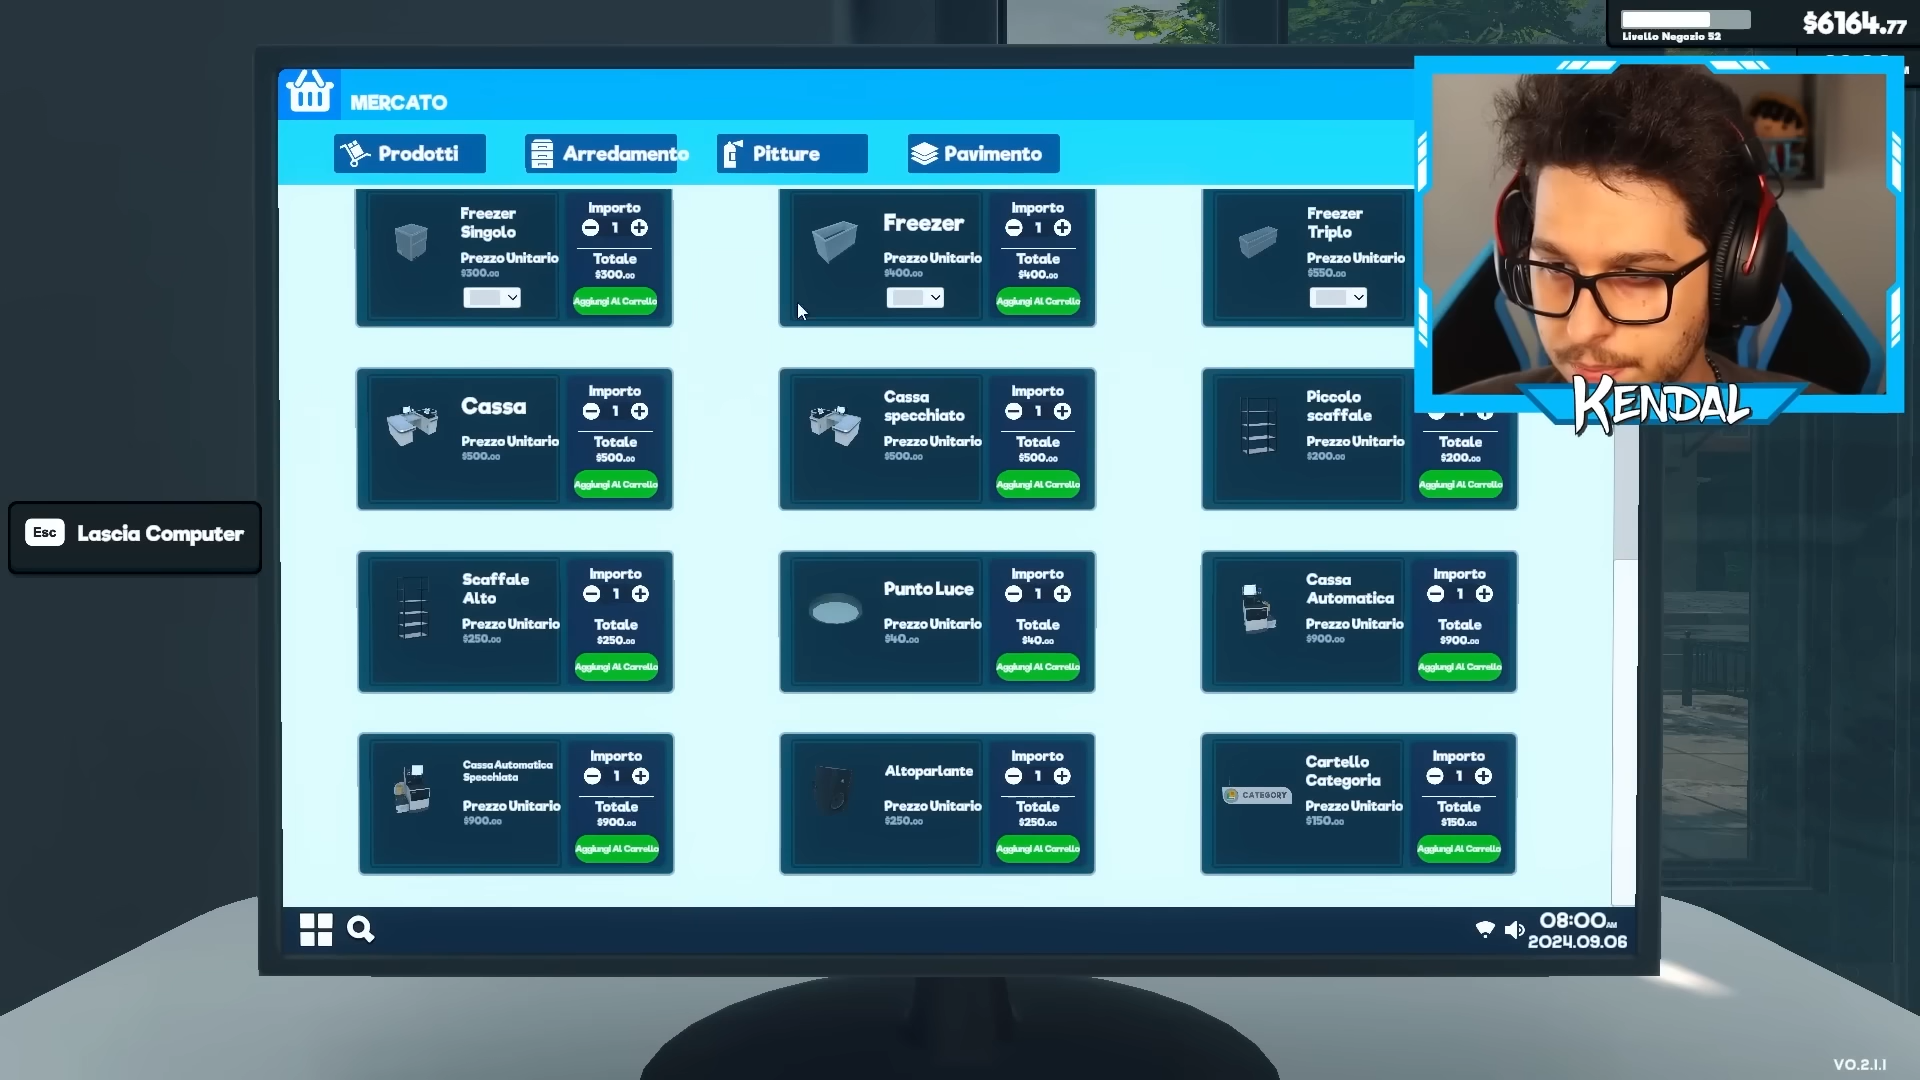 $6164.77
Livello Negozio 52
MERCATO
Prodotti
Arredamento
Pitture
Pavimento
Freezer
Singolo
Prezzo Unitario
$300.00
Importo
1
Totale
$300.00
Aggiungi Al Carrello
Freezer
Prezzo Unitario
$400.00
Importo
1
Totale
$400.00
Aggiungi Al Carrello
Freezer
Triplo
Prezzo Unitario
$550.00
KENDAL
Cassa
Prezzo Unitario
$500.00
Importo
1
Totale
$500.00
Aggiungi Al Carrello
Cassa
specchiato
Prezzo Unitario
$500.00
Importo
1
Totale
$500.00
Aggiungi Al Carrello
Piccolo
scaffale
Prezzo Unitario
$200.00
Totale
$200.00
Aggiungi Al Carrello
Esc Lascia Computer
Scaffale
Alto
Prezzo Unitario
$250.00
Importo
1
Totale
$250.00
Aggiungi Al Carrello
Punto Luce
Prezzo Unitario
$40.00
Importo
1
Totale
$40.00
Aggiungi Al Carrello
Cassa
Automatica
Prezzo Unitario
$900.00
Importo
1
Totale
$900.00
Aggiungi Al Carrello
Cassa Automatica
Specchiata
Prezzo Unitario
$900.00
Importo
1
Totale
$900.00
Aggiungi Al Carrello
Altoparlante
Prezzo Unitario
$250.00
Importo
1
Totale
$250.00
Aggiungi Al Carrello
CATEGORY
Cartello
Categoria
Prezzo Unitario
$150.00
Importo
1
Totale
$150.00
Aggiungi Al Carrello
08:00AM
2024.09.06
V0.2.1.1